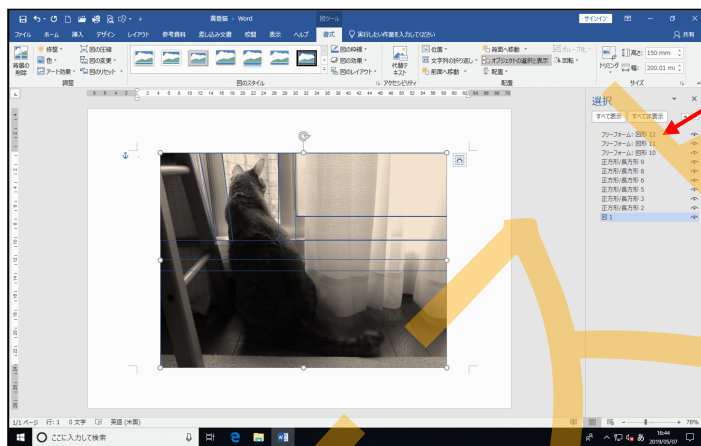 黄昏猫 - Word
図ツール
サインイン
ファイル ホーム 挿入 デザイン レイアウト 参考資料 差し込み文書 校閲 表示 ヘルプ 書式 実行したい作業を入力してください 共有
背景の
削除
修整
色
アート効果
図の圧縮
図の変更
図のリセット
図の枠線
図の効果
図のレイアウト
代替テ
キスト
位置
文字列の折り返し
前面へ移動
背面へ移動
オブジェクトの選択と表示
配置
グループ化
回転
トリミング
高さ: 150 mm
幅: 200.01 mm
調整 図のスタイル アクセシビリティ 配置 サイズ
選択
すべて表示 すべて非表示
フリーフォーム: 図形 12
フリーフォーム: 図形 11
フリーフォーム: 図形 10
正方形/長方形 9
正方形/長方形 8
正方形/長方形 6
正方形/長方形 5
正方形/長方形 3
正方形/長方形 2
図 1
1/1 ページ 行: 1 0 文字 英語 (米国)
78%
ここに入力して検索
あ
16:44
2019/05/07